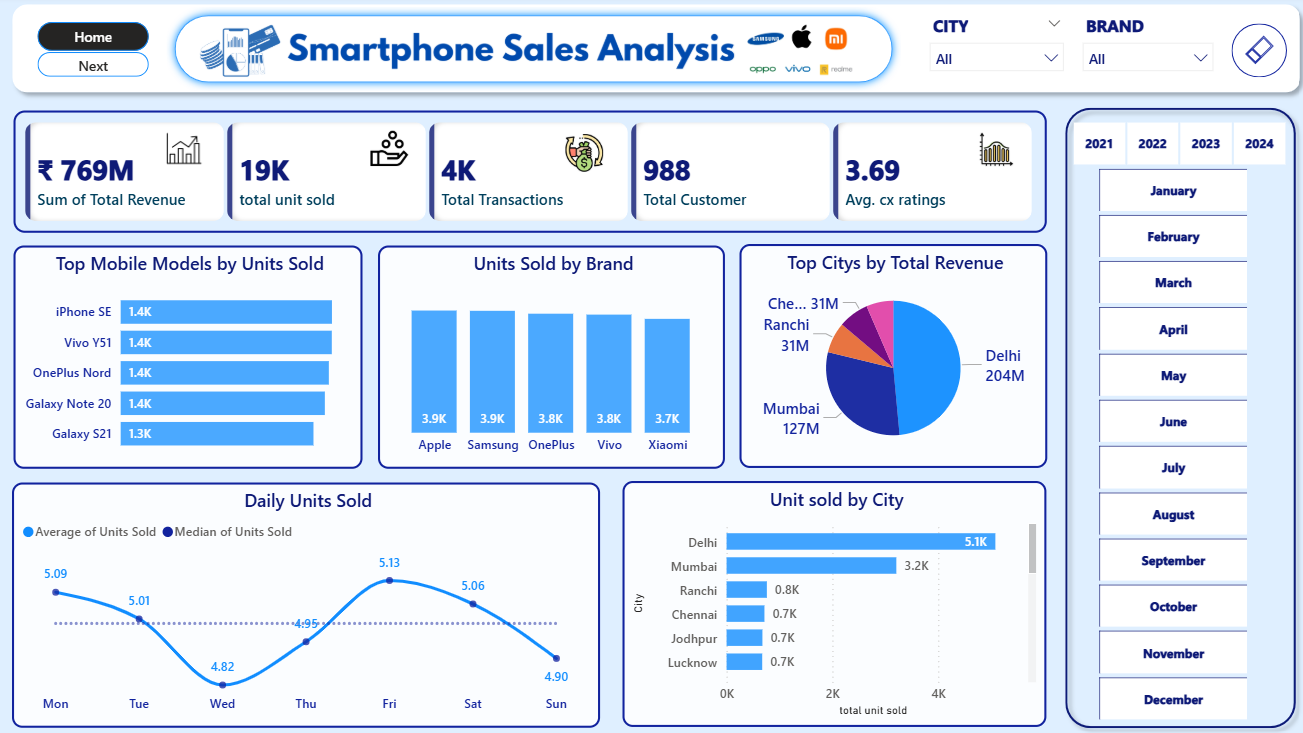 Home
Next
Smartphone Sales Analysis
SAMSUNG
mi
oppo vivo realme
CITY
All
BRAND
All
₹ 769M
Sum of Total Revenue
19K
total unit sold
4K
Total Transactions
988
Total Customer
3.69
Avg. cx ratings
2021 2022 2023 2024
January
February
March
April
May
June
July
August
September
October
November
December
Top Mobile Models by Units Sold
iPhone SE 1.4K
Vivo Y51 1.4K
OnePlus Nord 1.4K
Galaxy Note 20 1.4K
Galaxy S21 1.3K
Units Sold by Brand
3.9K 3.9K 3.8K 3.8K 3.7K
Apple Samsung OnePlus Vivo Xiaomi
Top Citys by Total Revenue
Che... 31M
Ranchi
31M
Delhi
204M
Mumbai
127M
Daily Units Sold
Average of Units Sold Median of Units Sold
5.09
5.01
4.82
4.95
5.13
5.06
4.90
Mon Tue Wed Thu Fri Sat Sun
Unit sold by City
City
Delhi 5.1K
Mumbai 3.2K
Ranchi 0.8K
Chennai 0.7K
Jodhpur 0.7K
Lucknow 0.7K
0K 2K 4K
total unit sold